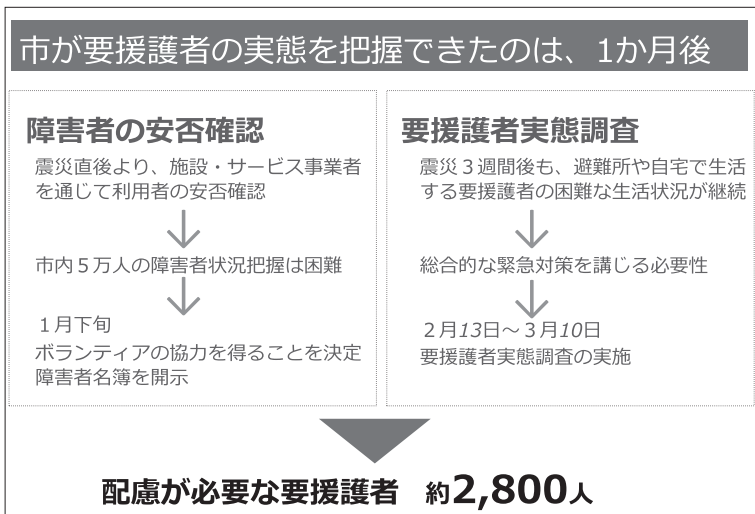 市が要援護者の実態を把握できたのは、1か月後
障害者の安否確認
震災直後より、施設・サービス事業者
を通じて利用者の安否確認
市内５万人の障害者状況把握は困難
１月下旬
ボランティアの協力を得ることを決定
障害者名簿を開示
要援護者実態調査
震災３週間後も、避難所や自宅で生活
する要援護者の困難な生活状況が継続
総合的な緊急対策を講じる必要性
２月13日～３月10日
要援護者実態調査の実施
配慮が必要な要援護者　約2,800人